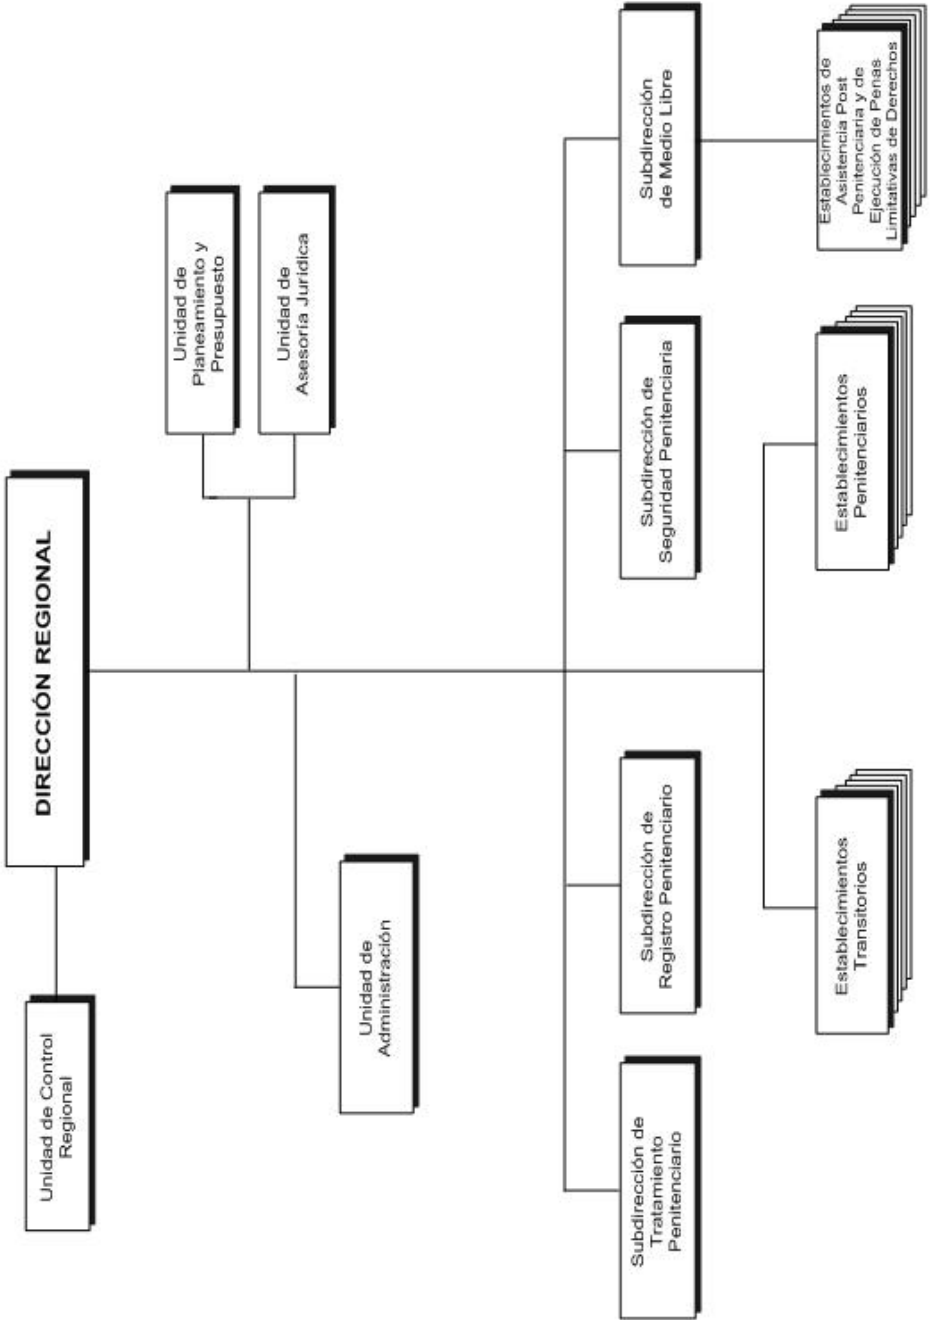 DIRECCIÓN REGIONAL
Unidad de Control
Regional
Unidad de
Planeamiento y
Presupuesto
Unidad de
Asesoría Jurídica
Unidad de
Administración
Subdirección de
Tratamiento
Penitenciario
Subdirección de
Registro Penitenciario
Subdirección de
Seguridad Penitenciaria
Subdirección
de Medio Libre
Establecimientos
Transitorios
Establecimientos
Penitenciarios
Establecimientos de
Asistencia Post
Penitenciaria y de
Ejecución de Penas
Limitativas de Derechos